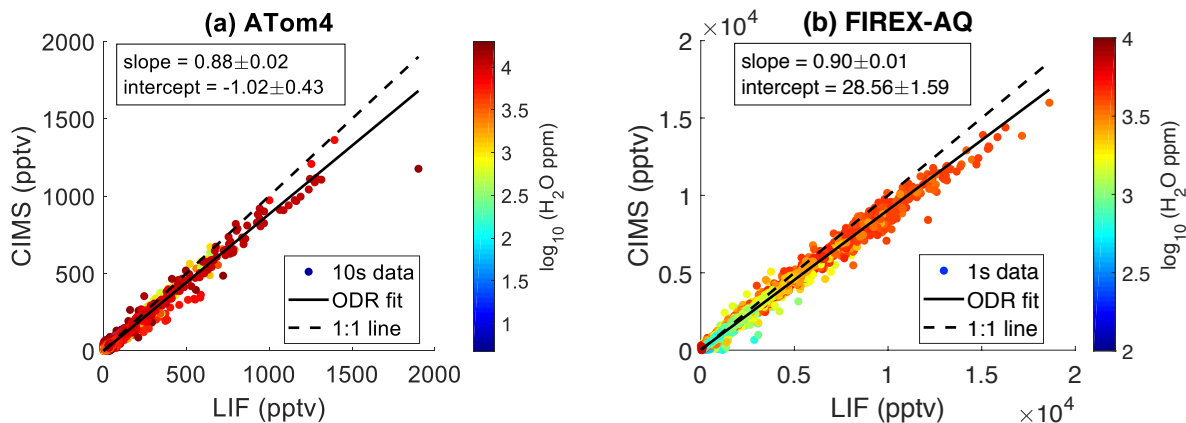 (a) ATom4
slope = 0.88±0.02
intercept = -1.02±0.43
2000
1500
1000
500
0
CIMS (pptv)
10s data
ODR fit
1:1 line
0
500
1000
1500
2000
LIF (pptv)
4
3.5
3
2.5
2
1.5
1
log₁₀ (H₂O ppm)
(b) FIREX-AQ
×10⁴
slope = 0.90±0.01
intercept = 28.56±1.59
2
1.5
1
0.5
0
CIMS (pptv)
1s data
ODR fit
1:1 line
0
0.5
1
1.5
2
LIF (pptv)
×10⁴
4
3.5
3
2.5
2
log₁₀ (H₂O ppm)